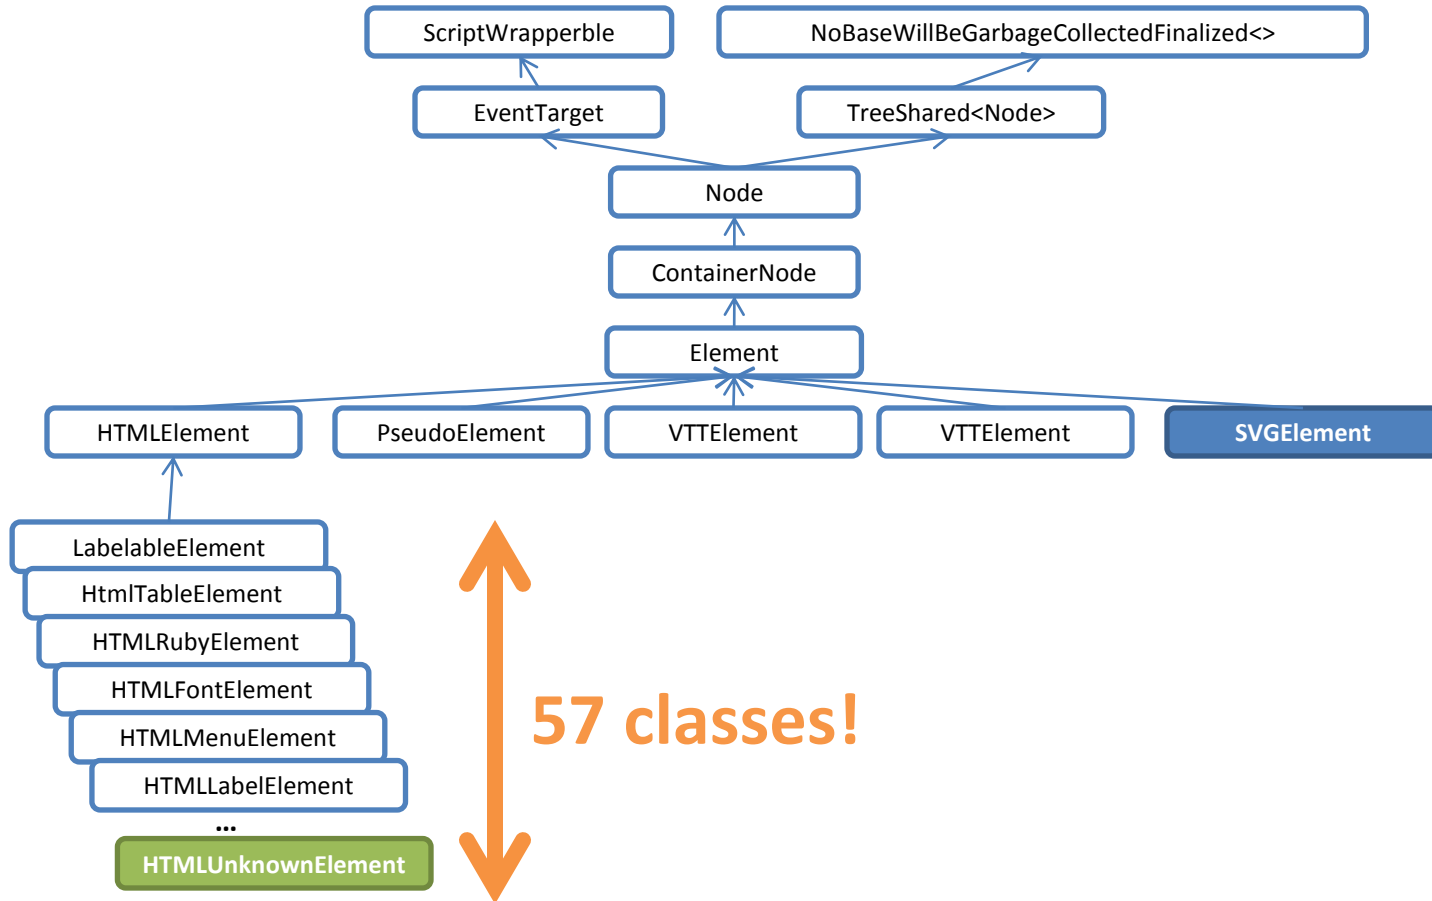 ScriptWrapperble
NoBaseWillBeGarbageCollectedFinalized<>
EventTarget
TreeShared<Node>
Node
ContainerNode
Element
HTMLElement
PseudoElement
VTTElement
VTTElement
SVGElement
LabelableElement
HtmlTableElement
HTMLRubyElement
HTMLFontElement
HTMLMenuElement
HTMLLabelElement
...
HTMLUnknownElement
57 classes!